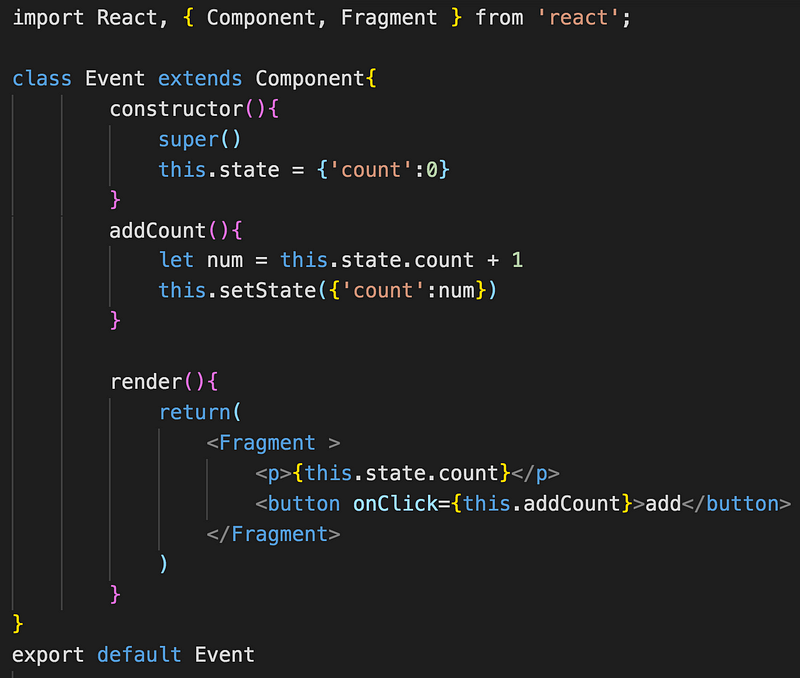 import React, { Component, Fragment } from 'react';
class Event extends Component{
constructor(){
super()
this.state = {'count':0}
}
addCount(){
let num = this.state.count + 1
this.setState({'count':num})
}
render(){
return(
<Fragment >
<p>{this.state.count}</p>
<button onClick={this.addCount}>add</button>
</Fragment>
)
}
}
export default Event